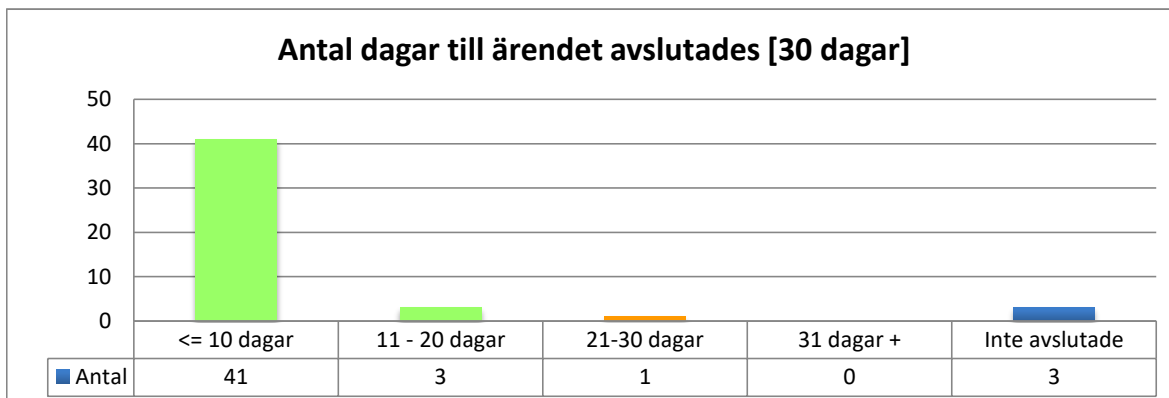 Antal dagar till ärendet avslutades [30 dagar]
50
40
30
20
10
0
<= 10 dagar 11 - 20 dagar 21-30 dagar 31 dagar + Inte avslutade
Antal 41 3 1 0 3